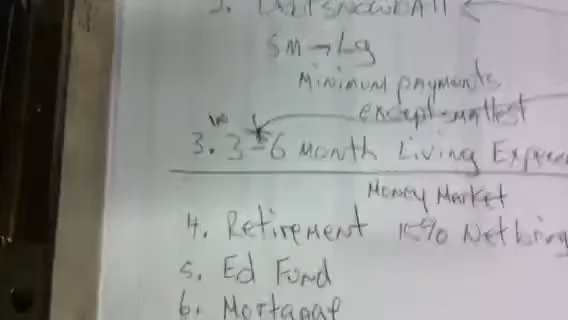 SM → Lg
Minimum payments
except smallest
3. 3-6 Month Living
Money Market
4. Retirement 15%
5. Ed Fund
6. Mortgage